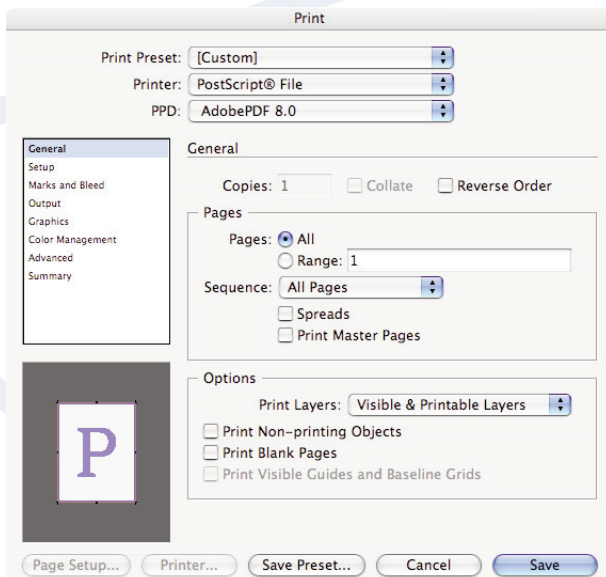 Print
Print Preset: [Custom]
Printer: PostScript® File
PPD: AdobePDF 8.0
General
Setup
Marks and Bleed
Output
Graphics
Color Management
Advanced
Summary
General
Copies: 1 Collate Reverse Order
Pages
Pages: All
Range: 1
Sequence: All Pages
Spreads
Print Master Pages
Options
Print Layers: Visible & Printable Layers
Print Non-printing Objects
Print Blank Pages
Print Visible Guides and Baseline Grids
P
Page Setup... Printer... Save Preset... Cancel Save